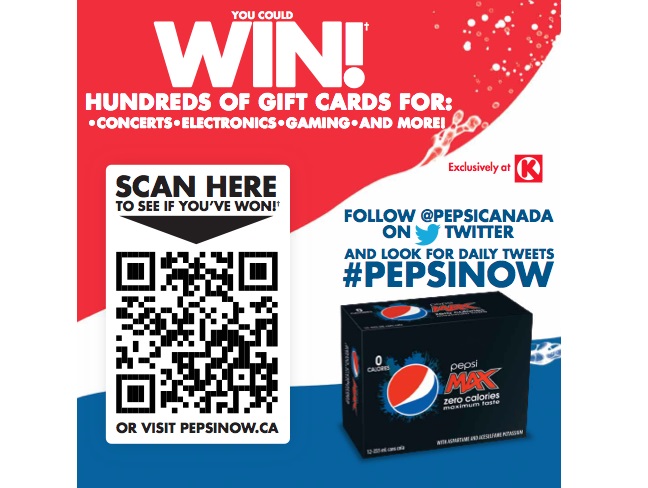 YOU COULD
WIN!†
HUNDREDS OF GIFT CARDS FOR:
•CONCERTS•ELECTRONICS•GAMING•AND MORE!
Exclusively at K
SCAN HERE
TO SEE IF YOU'VE WON!†
OR VISIT PEPSINOW.CA
FOLLOW @PEPSICANADA
ON TWITTER
AND LOOK FOR DAILY TWEETS
#PEPSINOW
0
CALORIES
pepsi
MAX
zero calories
maximum taste
WITH ASPARTAME AND ACESULFAME POTASSIUM